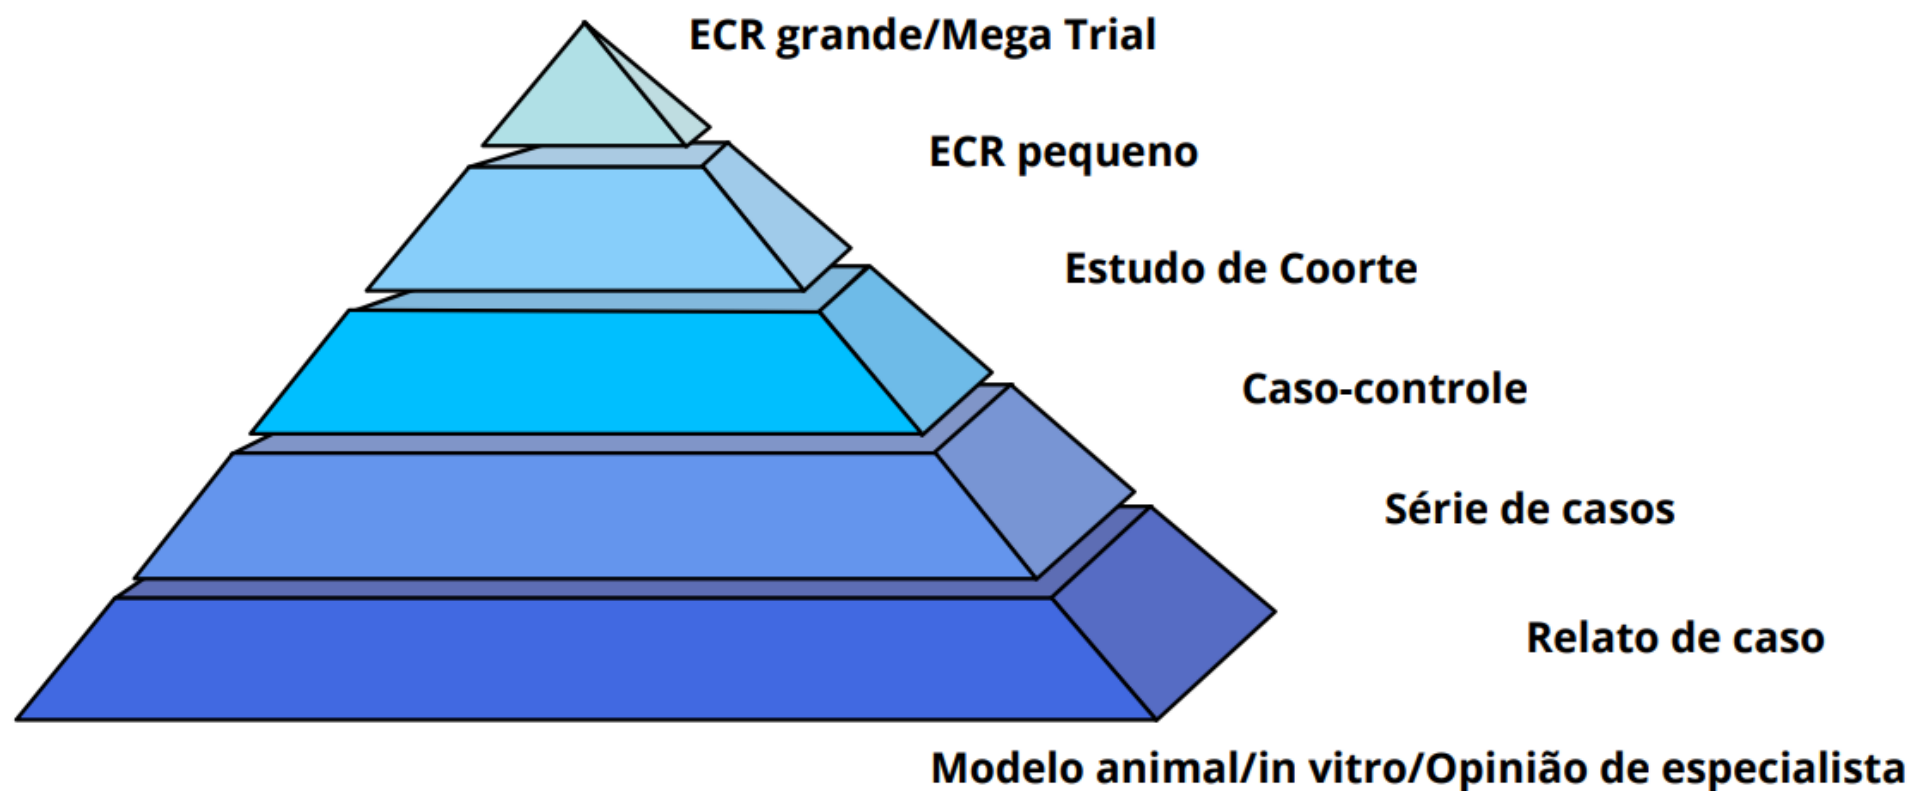 ECR grande/Mega Trial
ECR pequeno
Estudo de Coorte
Caso-controle
Série de casos
Relato de caso
Modelo animal/in vitro/Opinião de especialista